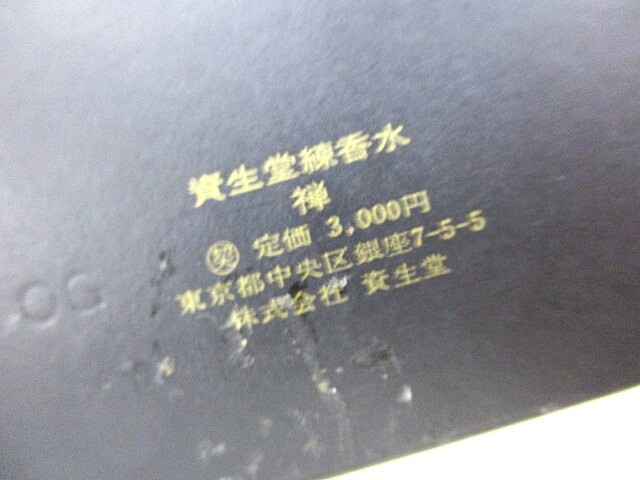 資生堂練香水
禅
㊓ 定価 3,000円
東京都中央区銀座7-5-5
株式会社 資生堂